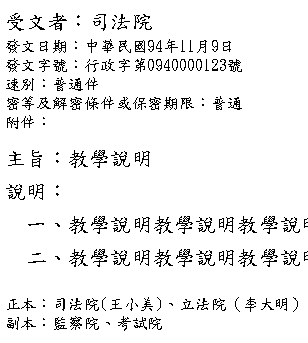 受文者：司法院
發文日期：中華民國94年11月9日
發文字號：行政字第0940000123號
速別：普通件
密等及解密條件或保密期限：普通
附件：
主旨：教學說明
說明：
一、教學說明教學說明教學說明
二、教學說明教學說明教學說明
正本：司法院(王小美)、立法院（李大明）
副本：監察院、考試院